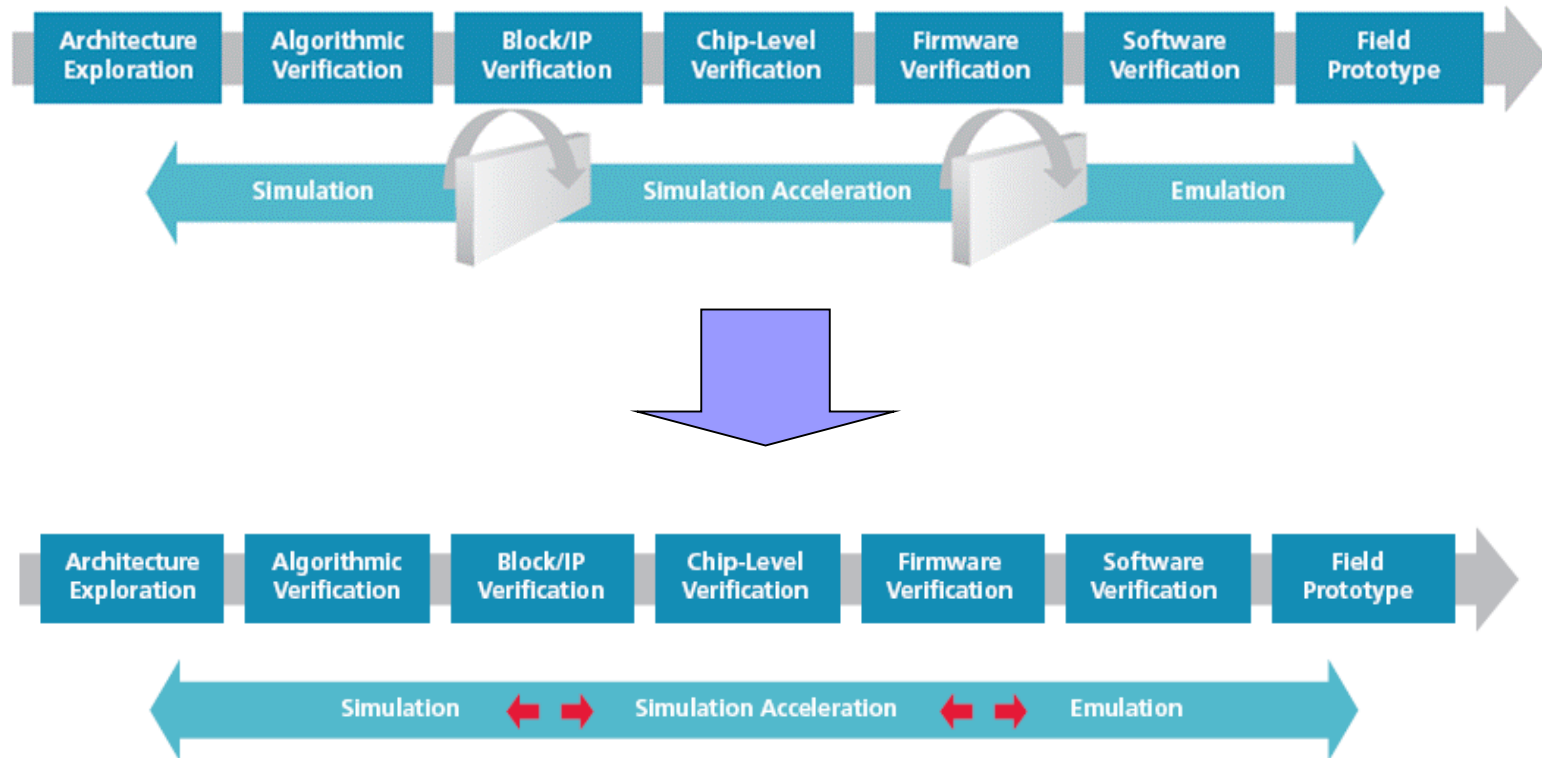 Architecture
Exploration
Algorithmic
Verification
Block/IP
Verification
Chip-Level
Verification
Firmware
Verification
Software
Verification
Field
Prototype
Simulation
Simulation Acceleration
Emulation
Architecture
Exploration
Algorithmic
Verification
Block/IP
Verification
Chip-Level
Verification
Firmware
Verification
Software
Verification
Field
Prototype
Simulation
Simulation Acceleration
Emulation